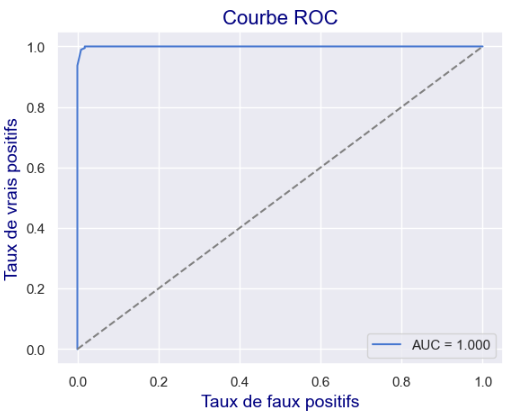 Courbe ROC
Taux de vrais positifs
1.0
0.8
0.6
0.4
0.2
0.0
AUC = 1.000
0.0 0.2 0.4 0.6 0.8 1.0
Taux de faux positifs